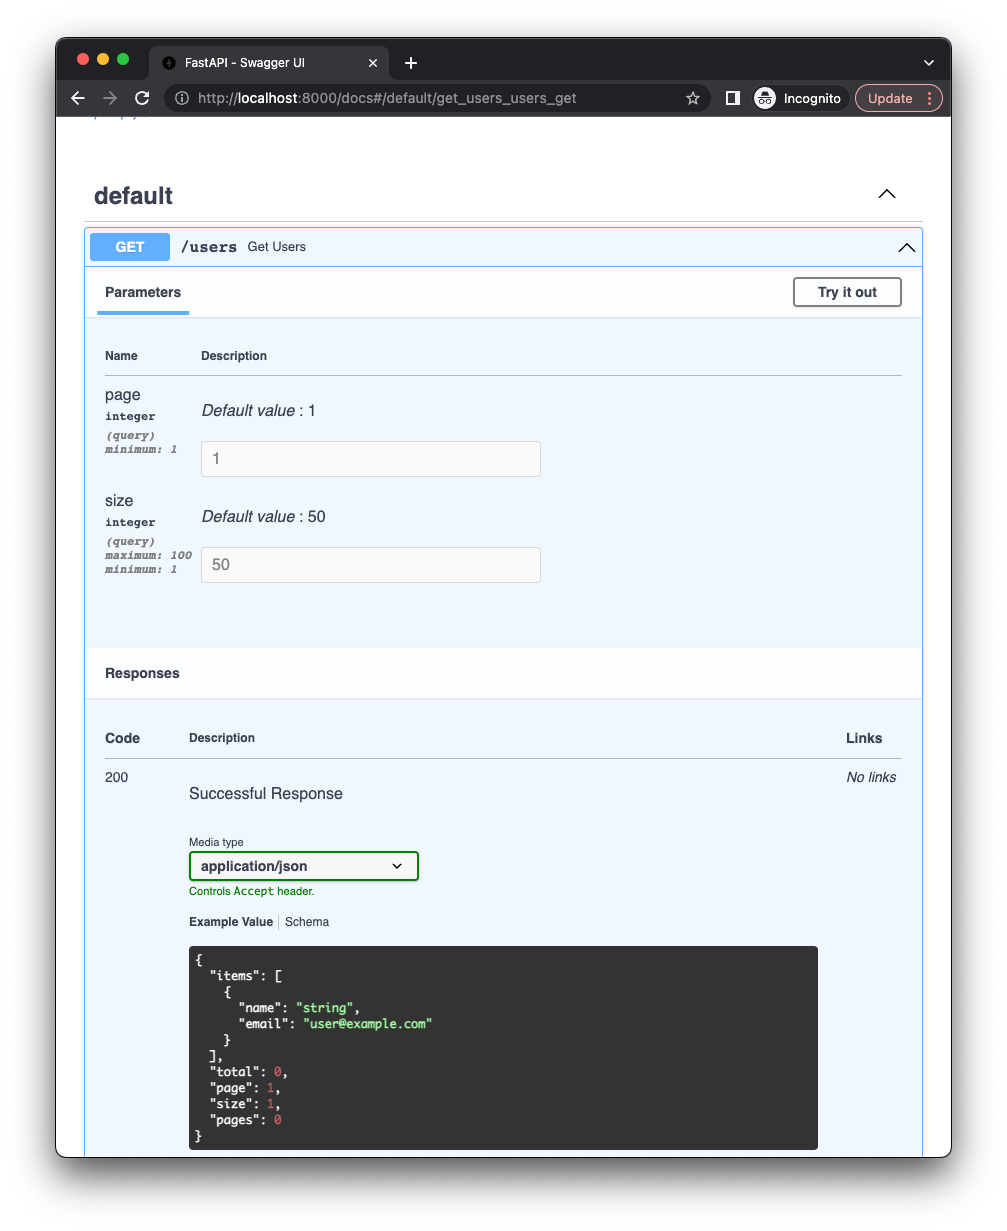 FastAPI - Swagger UI
http://localhost:8000/docs#/default/get_users_users_get
Incognito
Update
default
GET /users Get Users
Parameters
Try it out
Name Description
page
integer
(query)
minimum: 1
Default value : 1
1
size
integer
(query)
maximum: 100
minimum: 1
Default value : 50
50
Responses
Code Description Links
200
Successful Response
No links
Media type
application/json
Controls Accept header.
Example Value Schema
{
"items": [
{
"name": "string",
"email": "user@example.com"
}
],
"total": 0,
"page": 1,
"size": 1,
"pages": 0
}